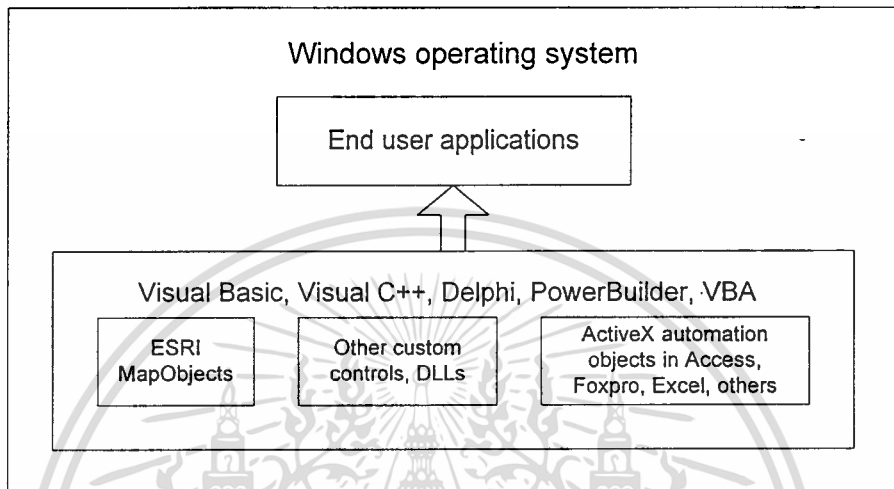 Windows operating system
End user applications
Visual Basic, Visual C++, Delphi, PowerBuilder, VBA
ESRI
MapObjects
Other custom
controls, DLLs
ActiveX automation
objects in Access,
Foxpro, Excel, others